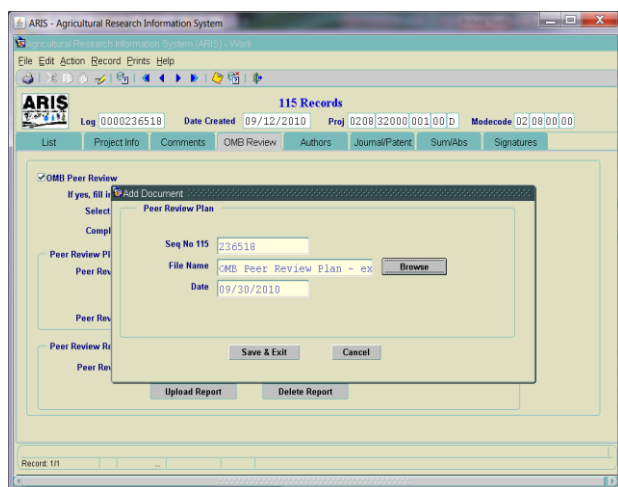 ARIS - Agricultural Research Information System
Agricultural Research Information System (ARIS) - Work
File Edit Action Record Prints Help
ARIS
115 Records
Log 0000236518 Date Created 09/12/2010 Proj 0208 32000 001 00 D Modecode 02 08 00 00
List Project Info Comments OMB Review Authors Journal/Patent Sum/Abs Signatures
OMB Peer Review
If yes, fill in
Add Document
Select
Peer Review Plan
Compl
Seq No 115 236518
Peer Review Pl
File Name OMB Peer Review Plan - ex Browse
Peer Rev
Date 09/30/2010
Peer Rev
Peer Review Re
Save & Exit Cancel
Peer Rev
Upload Report Delete Report
Record: 1/1 ...